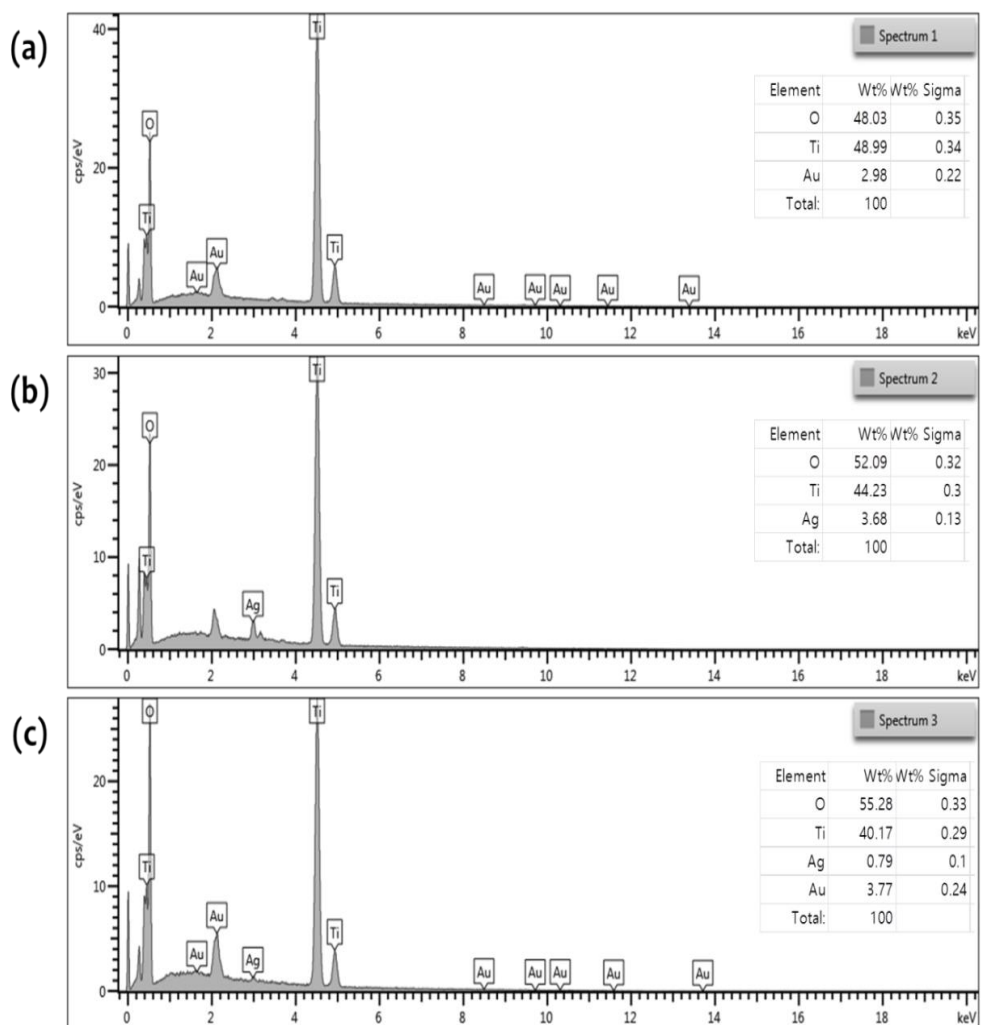 (a)
Spectrum 1
Element Wt% Wt% Sigma
O 48.03 0.35
Ti 48.99 0.34
Au 2.98 0.22
Total: 100
cps/eV
40
20
0
Ti
O
Ti
Au
Au
Ti
Au
Au
Au
Au
Au
0 2 4 6 8 10 12 14 16 18 keV
(b)
Spectrum 2
Element Wt% Wt% Sigma
O 52.09 0.32
Ti 44.23 0.3
Ag 3.68 0.13
Total: 100
cps/eV
30
20
10
0
Ti
O
Ti
Ag
Ti
0 2 4 6 8 10 12 14 16 18 keV
(c)
Spectrum 3
Element Wt% Wt% Sigma
O 55.28 0.33
Ti 40.17 0.29
Ag 0.79 0.1
Au 3.77 0.24
Total: 100
cps/eV
20
10
0
O
Ti
Ti
Au
Au
Ag
Ti
Au
Au
Au
Au
Au
0 2 4 6 8 10 12 14 16 18 keV